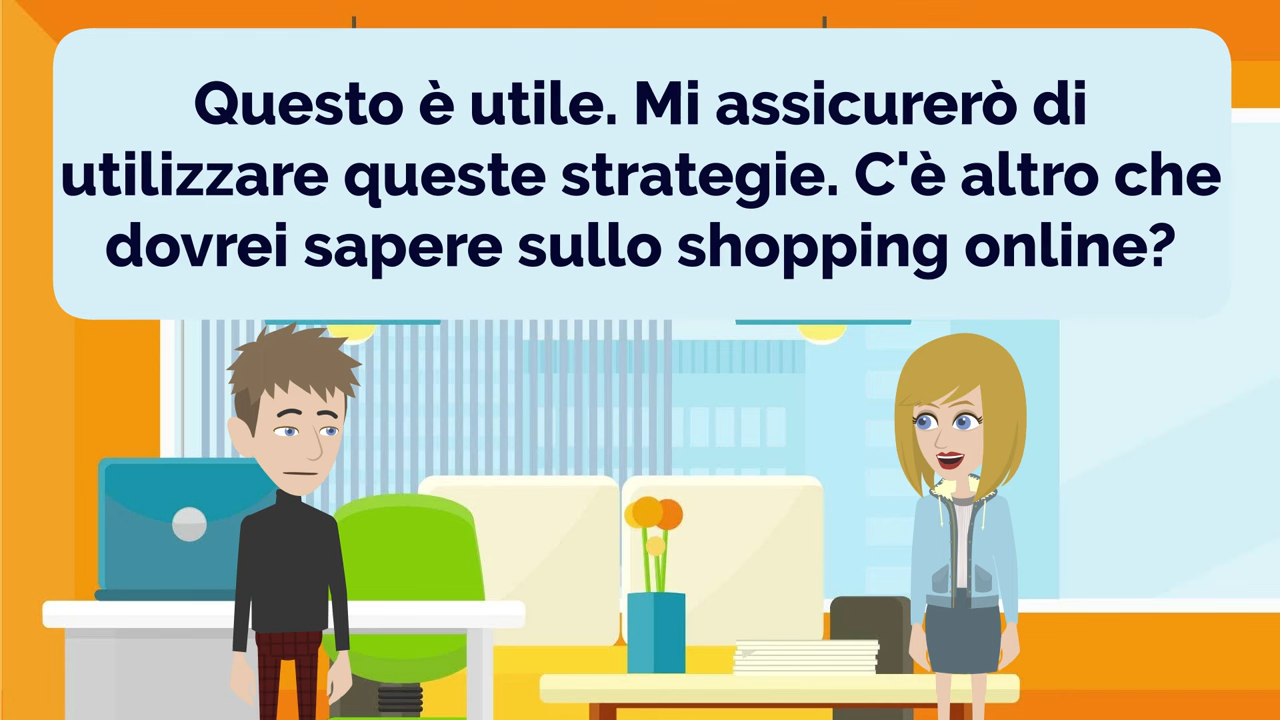 Questo è utile. Mi assicurerò di
utilizzare queste strategie. C'è altro che
dovrei sapere sullo shopping online?